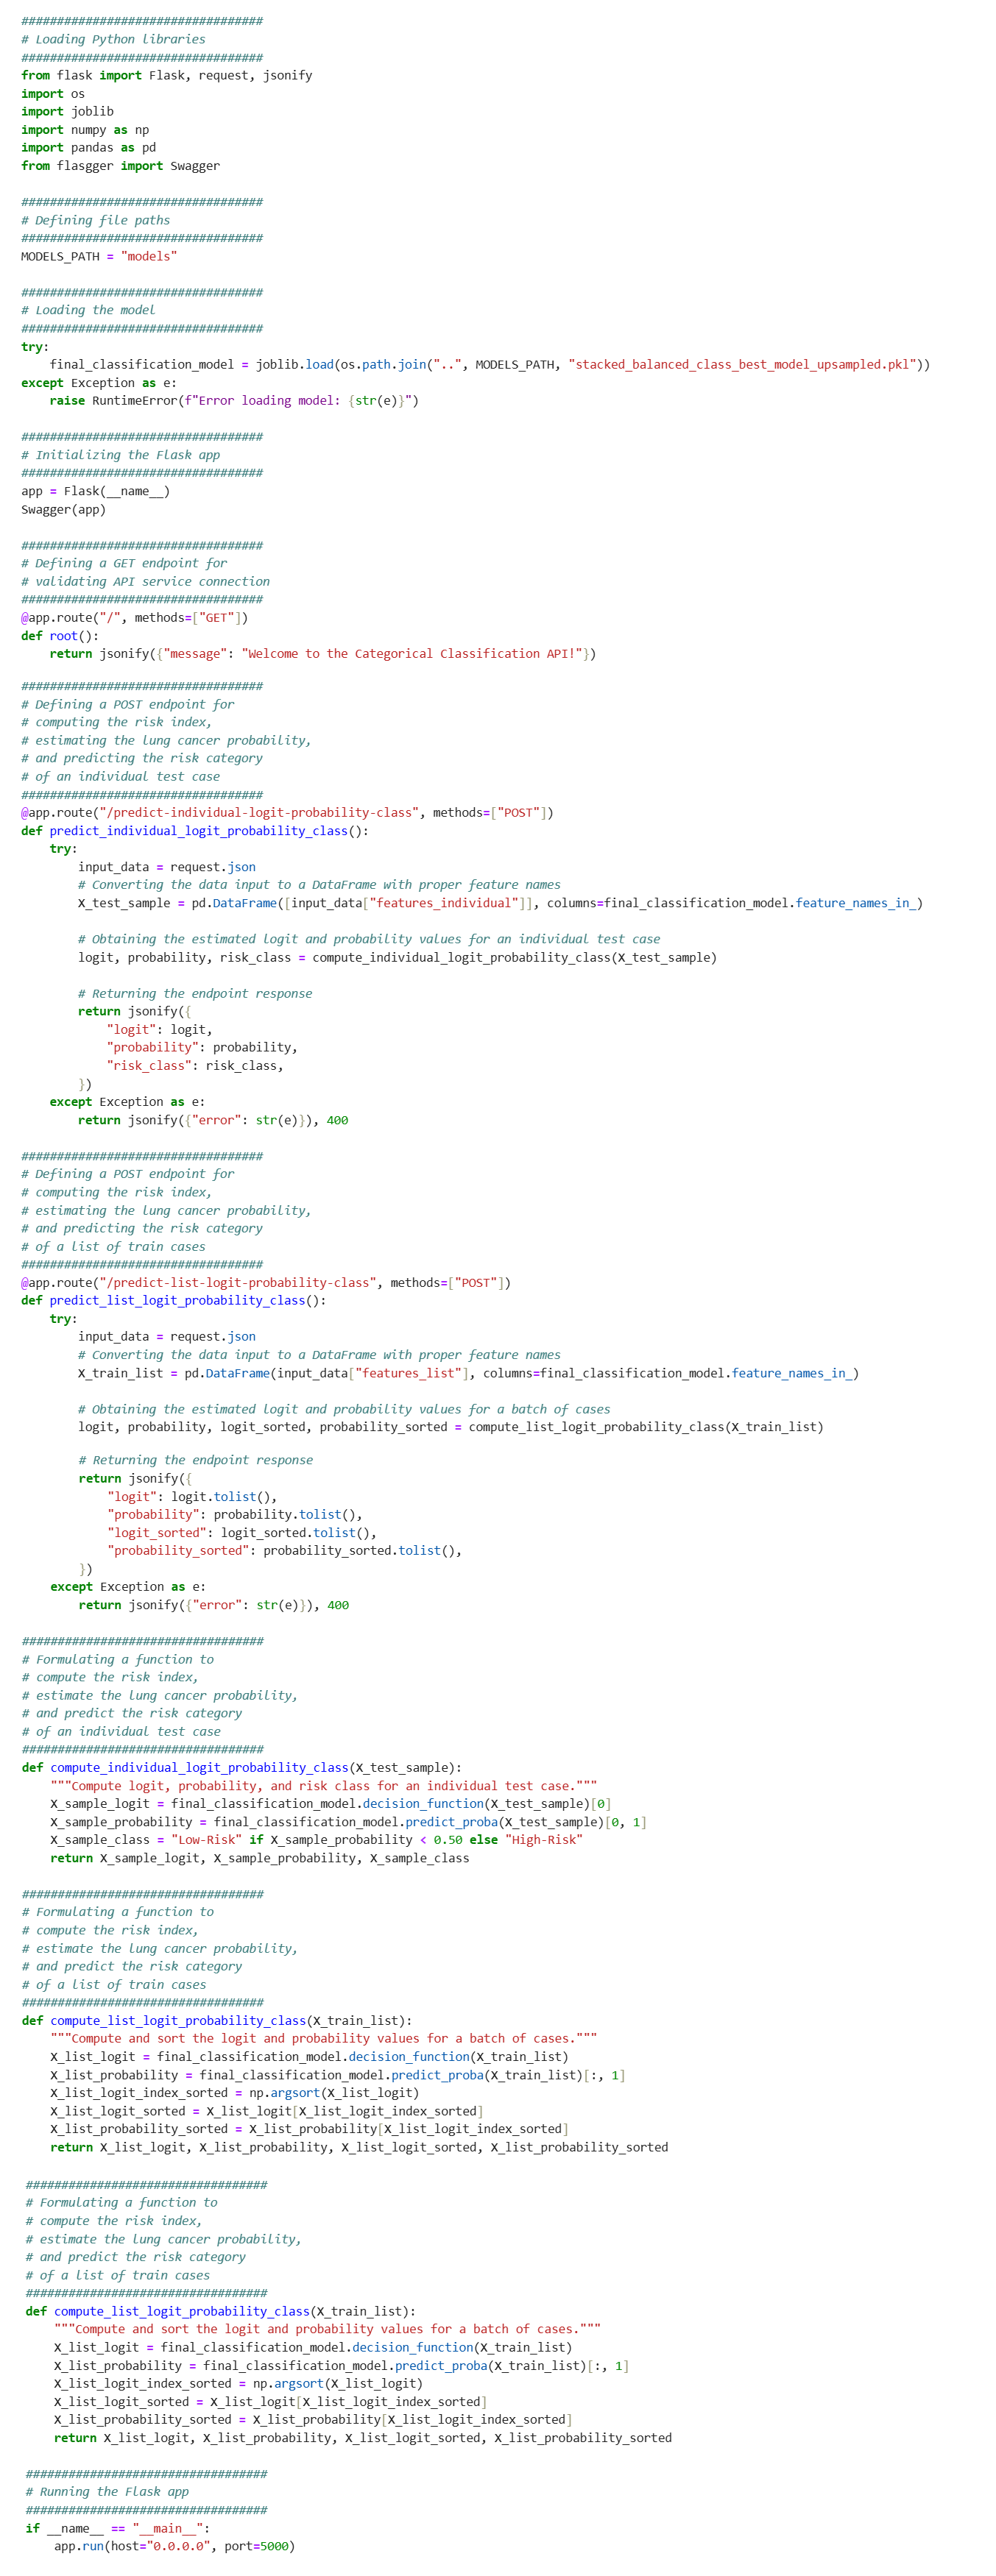 ##################################
# Loading Python libraries
##################################
from flask import Flask, request, jsonify
import os
import joblib
import numpy as np
import pandas as pd
from flasgger import Swagger

##################################
# Defining file paths
##################################
MODELS_PATH = "models"

##################################
# Loading the model
##################################
try:
    final_classification_model = joblib.load(os.path.join("..", MODELS_PATH, "stacked_balanced_class_best_model_upsampled.pkl"))
except Exception as e:
    raise RuntimeError(f"Error loading model: {str(e)}")

##################################
# Initializing the Flask app
##################################
app = Flask(__name__)
Swagger(app)

##################################
# Defining a GET endpoint for
# validating API service connection
##################################
@app.route("/", methods=["GET"])
def root():
    return jsonify({"message": "Welcome to the Categorical Classification API!"})

##################################
# Defining a POST endpoint for
# computing the risk index,
# estimating the lung cancer probability,
# and predicting the risk category
# of an individual test case
##################################
@app.route("/predict-individual-logit-probability-class", methods=["POST"])
def predict_individual_logit_probability_class():
    try:
        input_data = request.json
        # Converting the data input to a DataFrame with proper feature names
        X_test_sample = pd.DataFrame([input_data["features_individual"]], columns=final_classification_model.feature_names_in_)

        # Obtaining the estimated logit and probability values for an individual test case
        logit, probability, risk_class = compute_individual_logit_probability_class(X_test_sample)

        # Returning the endpoint response
        return jsonify({
            "logit": logit,
            "probability": probability,
            "risk_class": risk_class,
        })
    except Exception as e:
        return jsonify({"error": str(e)}), 400

##################################
# Defining a POST endpoint for
# computing the risk index,
# estimating the lung cancer probability,
# and predicting the risk category
# of a list of train cases
##################################
@app.route("/predict-list-logit-probability-class", methods=["POST"])
def predict_list_logit_probability_class():
    try:
        input_data = request.json
        # Converting the data input to a DataFrame with proper feature names
        X_train_list = pd.DataFrame(input_data["features_list"], columns=final_classification_model.feature_names_in_)

        # Obtaining the estimated logit and probability values for a batch of cases
        logit, probability, logit_sorted, probability_sorted = compute_list_logit_probability_class(X_train_list)

        # Returning the endpoint response
        return jsonify({
            "logit": logit.tolist(),
            "probability": probability.tolist(),
            "logit_sorted": logit_sorted.tolist(),
            "probability_sorted": probability_sorted.tolist(),
        })
    except Exception as e:
        return jsonify({"error": str(e)}), 400

##################################
# Formulating a function to
# compute the risk index,
# estimate the lung cancer probability,
# and predict the risk category
# of an individual test case
##################################
def compute_individual_logit_probability_class(X_test_sample):
    """Compute logit, probability, and risk class for an individual test case."""
    X_sample_logit = final_classification_model.decision_function(X_test_sample)[0]
    X_sample_probability = final_classification_model.predict_proba(X_test_sample)[0, 1]
    X_sample_class = "Low-Risk" if X_sample_probability < 0.50 else "High-Risk"
    return X_sample_logit, X_sample_probability, X_sample_class

##################################
# Formulating a function to
# compute the risk index,
# estimate the lung cancer probability,
# and predict the risk category
# of a list of train cases
##################################
def compute_list_logit_probability_class(X_train_list):
    """Compute and sort the logit and probability values for a batch of cases."""
    X_list_logit = final_classification_model.decision_function(X_train_list)
    X_list_probability = final_classification_model.predict_proba(X_train_list)[:, 1]
    X_list_logit_index_sorted = np.argsort(X_list_logit)
    X_list_logit_sorted = X_list_logit[X_list_logit_index_sorted]
    X_list_probability_sorted = X_list_probability[X_list_logit_index_sorted]
    return X_list_logit, X_list_probability, X_list_logit_sorted, X_list_probability_sorted

##################################
# Formulating a function to
# compute the risk index,
# estimate the lung cancer probability,
# and predict the risk category
# of a list of train cases
##################################
def compute_list_logit_probability_class(X_train_list):
    """Compute and sort the logit and probability values for a batch of cases."""
    X_list_logit = final_classification_model.decision_function(X_train_list)
    X_list_probability = final_classification_model.predict_proba(X_train_list)[:, 1]
    X_list_logit_index_sorted = np.argsort(X_list_logit)
    X_list_logit_sorted = X_list_logit[X_list_logit_index_sorted]
    X_list_probability_sorted = X_list_probability[X_list_logit_index_sorted]
    return X_list_logit, X_list_probability, X_list_logit_sorted, X_list_probability_sorted

##################################
# Running the Flask app
##################################
if __name__ == "__main__":
    app.run(host="0.0.0.0", port=5000)